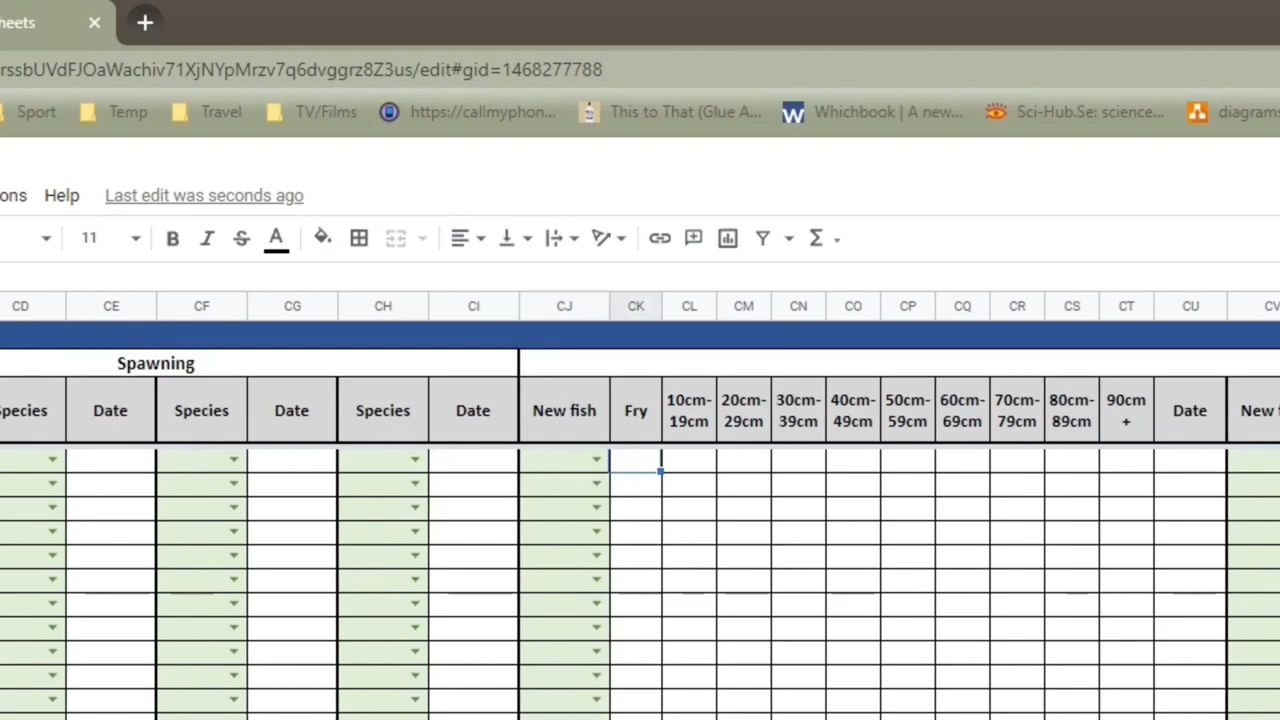 heets
rssbUVdFJOaWachiv71XjNYpMrzv7q6dvggrz8Z3us/edit#gid=1468277788
Sport Temp Travel TV/Films https://callmyphon... This to That (Glue A... Whichbook | A new... Sci-Hub.Se: science... diagrams
ons Help Last edit was seconds ago
11 B I S A
CD CE CF CG CH CI CJ CK CL CM CN CO CP CQ CR CS CT CU CV
Spawning
Species Date Species Date Species Date New fish Fry 10cm-19cm 20cm-29cm 30cm-39cm 40cm-49cm 50cm-59cm 60cm-69cm 70cm-79cm 80cm-89cm 90cm+ Date New f